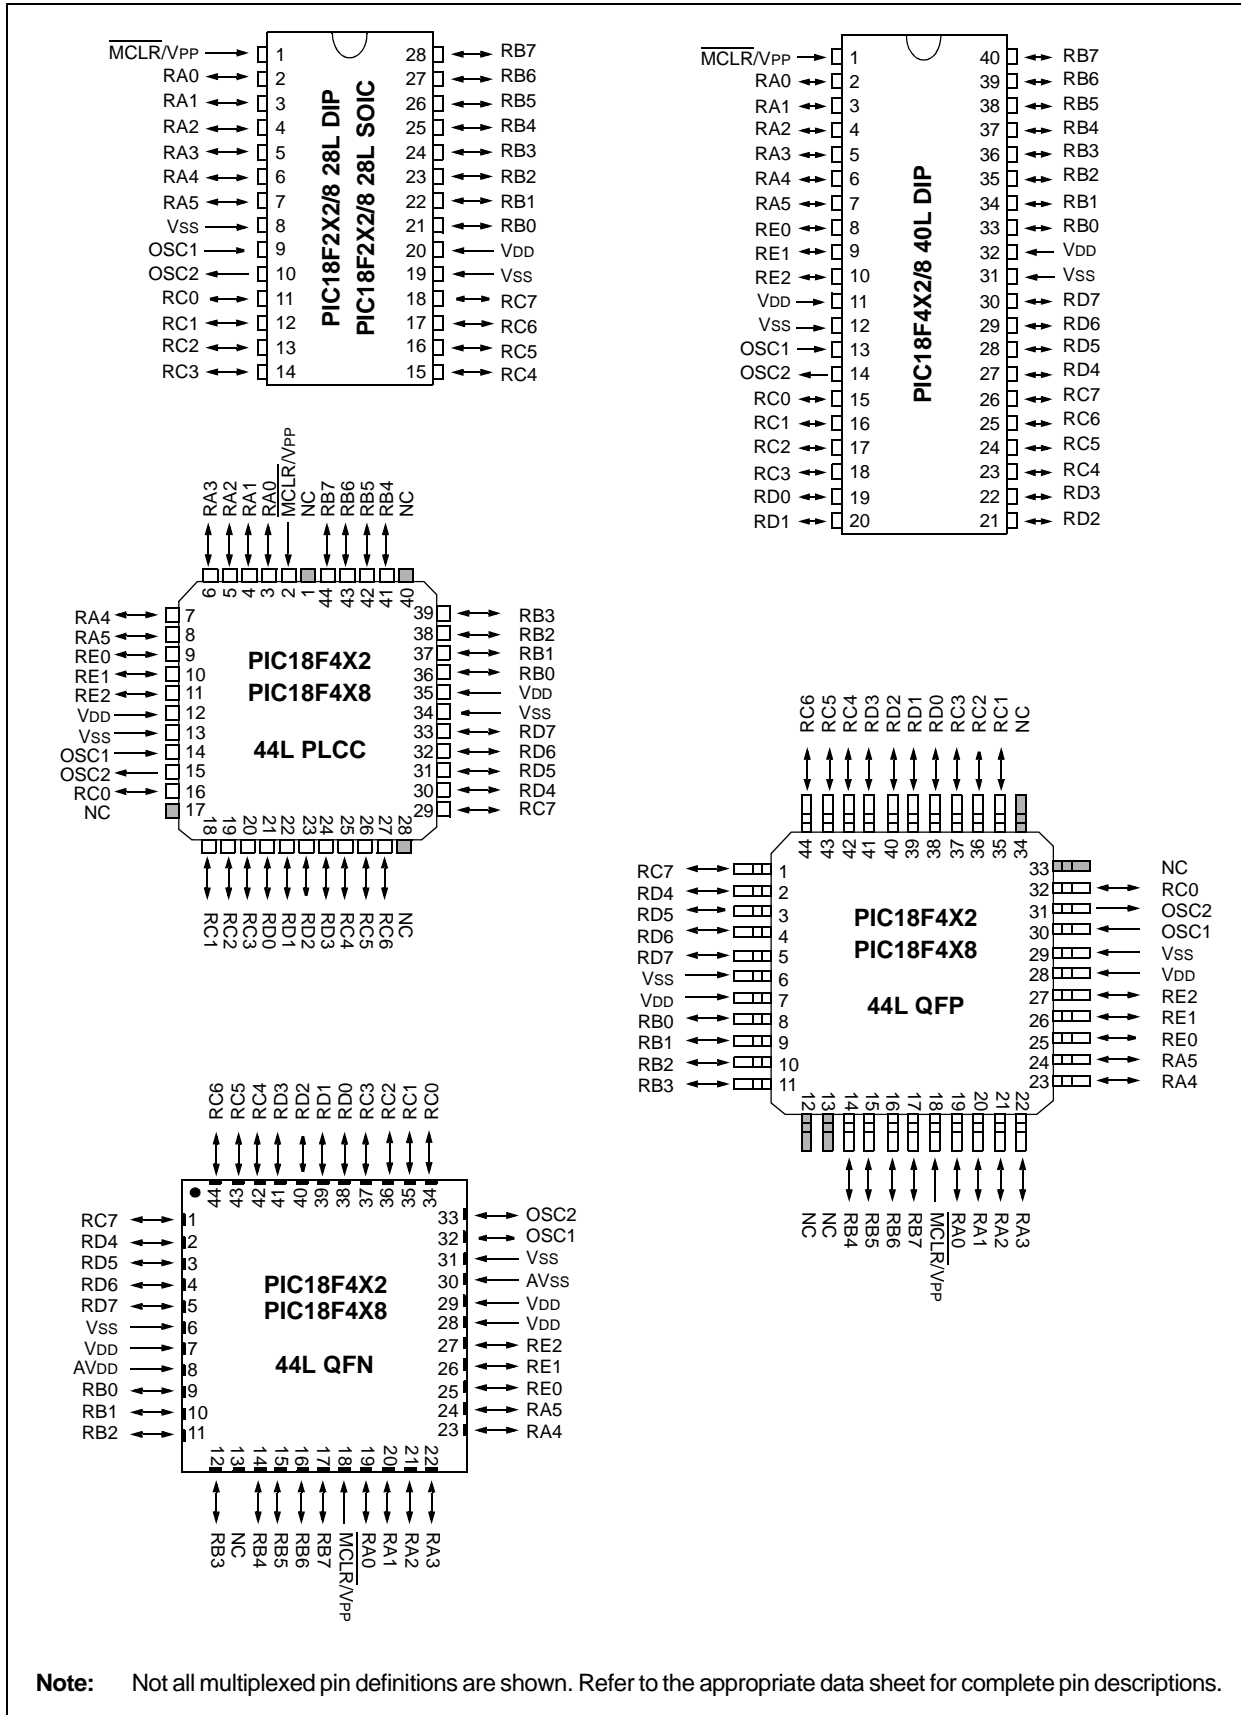 MCLR/VPP 1 28 RB7
RA0 2 27 RB6
RA1 3 26 RB5
RA2 4 25 RB4
RA3 5 24 RB3
RA4 6 23 RB2
RA5 7 22 RB1
VSS 8 21 RB0
OSC1 9 20 VDD
OSC2 10 19 VSS
RC0 11 18 RC7
RC1 12 17 RC6
RC2 13 16 RC5
RC3 14 15 RC4
PIC18F2X2/8 28L DIP
PIC18F2X2/8 28L SOIC
MCLR/VPP 1 40 RB7
RA0 2 39 RB6
RA1 3 38 RB5
RA2 4 37 RB4
RA3 5 36 RB3
RA4 6 35 RB2
RA5 7 34 RB1
RE0 8 33 RB0
RE1 9 32 VDD
RE2 10 31 VSS
VDD 11 30 RD7
VSS 12 29 RD6
OSC1 13 28 RD5
OSC2 14 27 RD4
RC0 15 26 RC7
RC1 16 25 RC6
RC2 17 24 RC5
RC3 18 23 RC4
RD0 19 22 RD3
RD1 20 21 RD2
PIC18F4X2/8 40L DIP
RA3 RA2 RA1 RA0 MCLR/VPP NC RB7 RB6 RB5 RB4 NC
6 5 4 3 2 1 44 43 42 41 40
RA4 7 39 RB3
RA5 8 38 RB2
RE0 9 37 RB1
RE1 10 36 RB0
RE2 11 35 VDD
VDD 12 34 VSS
VSS 13 33 RD7
OSC1 14 32 RD6
OSC2 15 31 RD5
RC0 16 30 RD4
NC 17 29 RC7
PIC18F4X2
PIC18F4X8
44L PLCC
18 19 20 21 22 23 24 25 26 27 28
RC1 RC2 RC3 RD0 RD1 RD2 RD3 RC4 RC5 RC6 NC
RC6 RC5 RC4 RD3 RD2 RD1 RD0 RC3 RC2 RC1 NC
44 43 42 41 40 39 38 37 36 35 34
RC7 1 33 NC
RD4 2 32 RC0
RD5 3 31 OSC2
RD6 4 30 OSC1
RD7 5 29 VSS
VSS 6 28 VDD
VDD 7 27 RE2
RB0 8 26 RE1
RB1 9 25 RE0
RB2 10 24 RA5
RB3 11 23 RA4
PIC18F4X2
PIC18F4X8
44L QFP
12 13 14 15 16 17 18 19 20 21 22
NC NC RB4 RB5 RB6 RB7 MCLR/VPP RA0 RA1 RA2 RA3
RC6 RC5 RC4 RD3 RD2 RD1 RD0 RC3 RC2 RC1 RC0
44 43 42 41 40 39 38 37 36 35 34
RC7 1 33 OSC2
RD4 2 32 OSC1
RD5 3 31 VSS
RD6 4 30 AVSS
RD7 5 29 VDD
VSS 6 28 VDD
VDD 7 27 RE2
AVDD 8 26 RE1
RB0 9 25 RE0
RB1 10 24 RA5
RB2 11 23 RA4
PIC18F4X2
PIC18F4X8
44L QFN
12 13 14 15 16 17 18 19 20 21 22
RB3 NC RB4 RB5 RB6 RB7 MCLR/VPP RA0 RA1 RA2 RA3
Note: Not all multiplexed pin definitions are shown. Refer to the appropriate data sheet for complete pin descriptions.